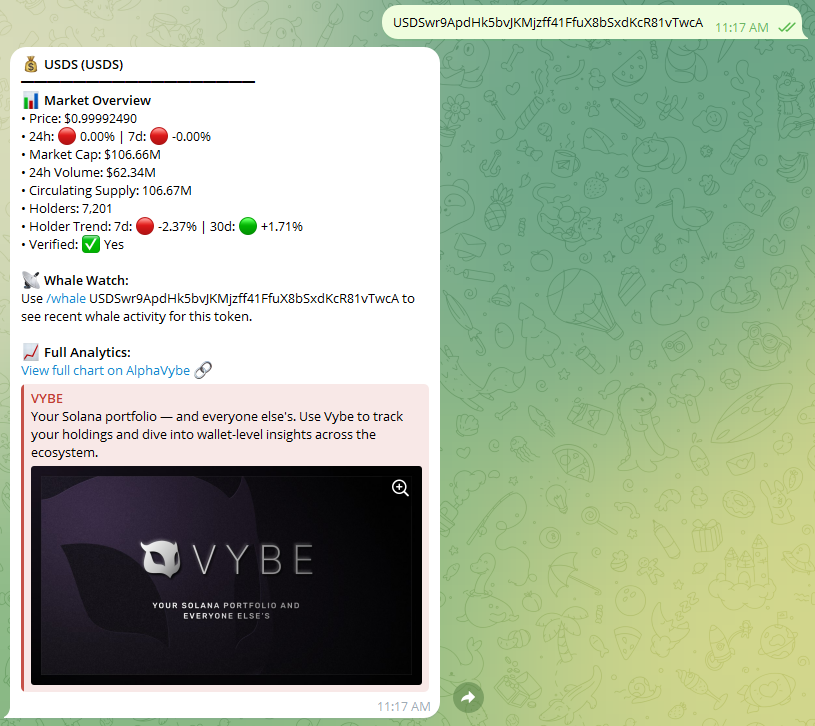 USDSwr9ApdHk5bvJKMjzff41FfuX8bSxdKcR81vTwcA 11:17 AM
💰 USDS (USDS)
📊 Market Overview
• Price: $0.99992490
• 24h: 🔴 0.00% | 7d: 🔴 -0.00%
• Market Cap: $106.66M
• 24h Volume: $62.34M
• Circulating Supply: 106.67M
• Holders: 7,201
• Holder Trend: 7d: 🔴 -2.37% | 30d: 🟢 +1.71%
• Verified: ✅ Yes
📡 Whale Watch:
Use /whale USDSwr9ApdHk5bvJKMjzff41FfuX8bSxdKcR81vTwcA to
see recent whale activity for this token.
📈 Full Analytics:
View full chart on AlphaVybe 🔗
VYBE
Your Solana portfolio — and everyone else's. Use Vybe to track
your holdings and dive into wallet-level insights across the
ecosystem.
VYBE
YOUR SOLANA PORTFOLIO AND
EVERYONE ELSE'S
11:17 AM